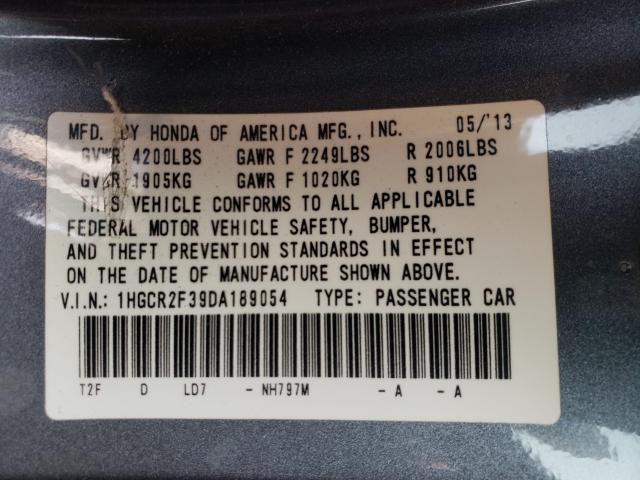 MFD. BY HONDA OF AMERICA MFG., INC. 05/'13
GVWR 4200LBS GAWR F 2249LBS R 2006LBS
GVWR 1905KG GAWR F 1020KG R 910KG
THIS VEHICLE CONFORMS TO ALL APPLICABLE
FEDERAL MOTOR VEHICLE SAFETY, BUMPER,
AND THEFT PREVENTION STANDARDS IN EFFECT
ON THE DATE OF MANUFACTURE SHOWN ABOVE.
V.I.N.: 1HGCR2F39DA189054 TYPE: PASSENGER CAR
T2F D LD7 - NH797M - A - A